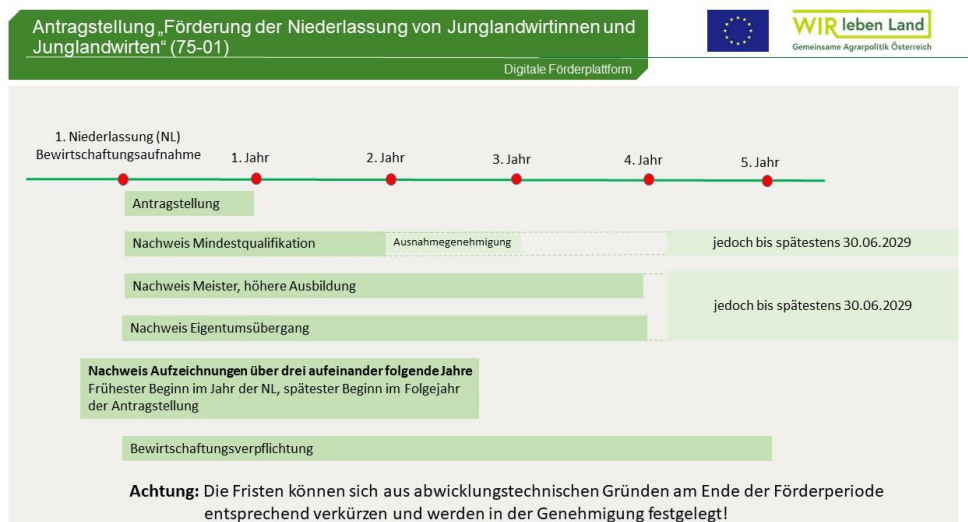 Antragstellung „Förderung der Niederlassung von Junglandwirtinnen und
Junglandwirten“ (75-01)
Digitale Förderplattform
WIR leben Land
Gemeinsame Agrarpolitik Österreich
1. Niederlassung (NL)
Bewirtschaftungsaufnahme
1. Jahr
2. Jahr
3. Jahr
4. Jahr
5. Jahr
Antragstellung
Nachweis Mindestqualifikation
Ausnahmegenehmigung
jedoch bis spätestens 30.06.2029
Nachweis Meister, höhere Ausbildung
jedoch bis spätestens 30.06.2029
Nachweis Eigentumsübergang
Nachweis Aufzeichnungen über drei aufeinander folgende Jahre
Frühester Beginn im Jahr der NL, spätester Beginn im Folgejahr
der Antragstellung
Bewirtschaftungsverpflichtung
Achtung: Die Fristen können sich aus abwicklungstechnischen Gründen am Ende der Förderperiode
entsprechend verkürzen und werden in der Genehmigung festgelegt!